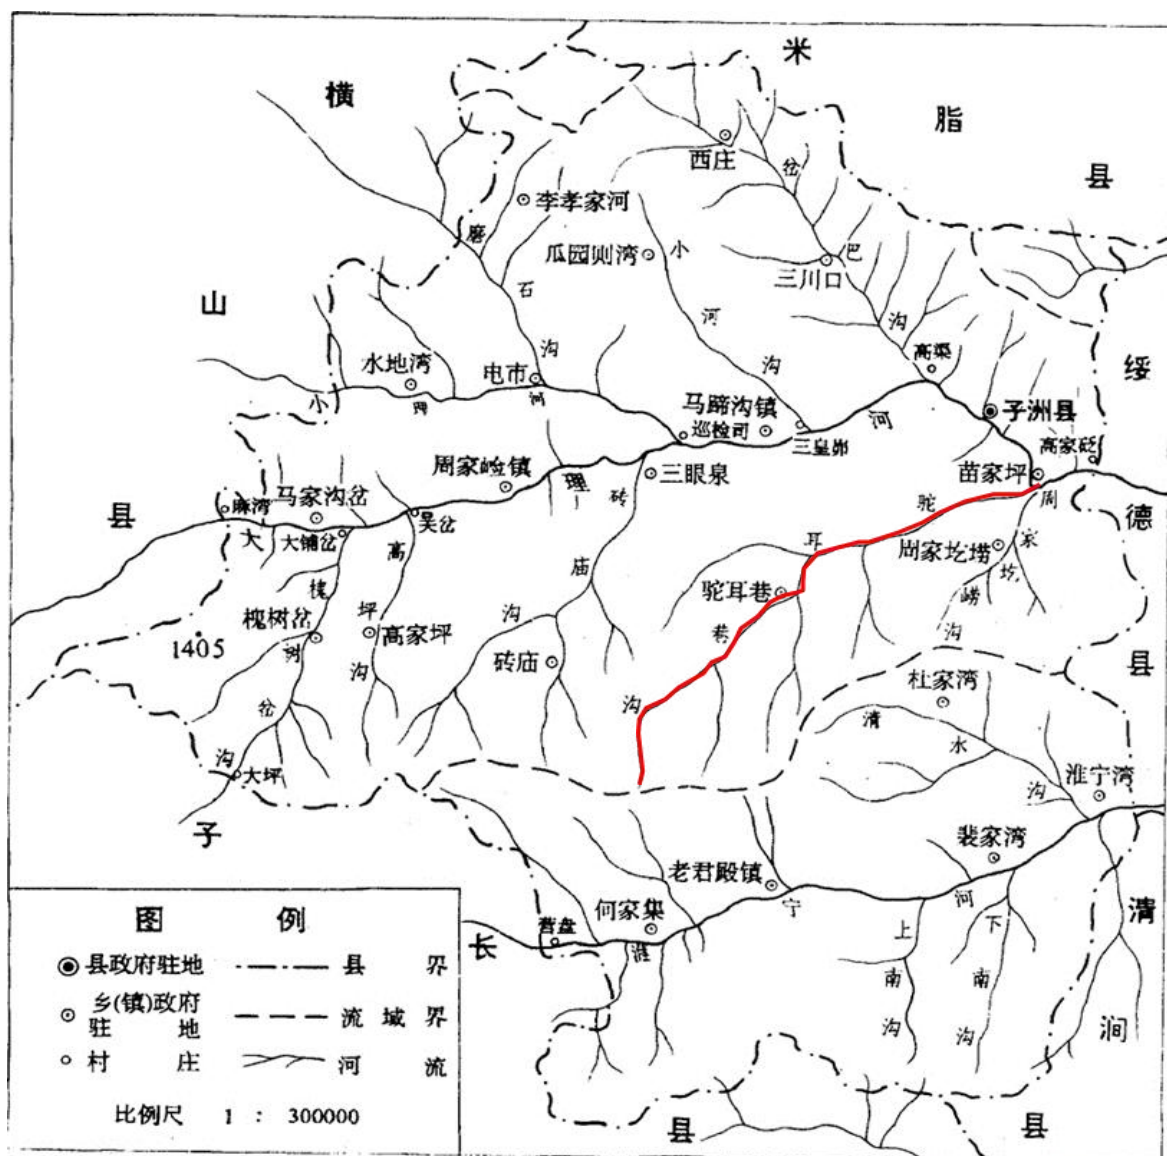 米
脂
县
横
山
县
西庄
岔
巴
沟
李孝家河
磨
石
沟
瓜园则湾
小
河
沟
三川口
高渠
绥
德
县
水地湾
电市
小
理
河
马蹄沟镇
巡检司
三皇峁
河
子洲县
高家砭
苗家坪
周家崄镇
理
三眼泉
砖
庙
沟
麻湾
马家沟岔
大
大铺岔
吴岔
高
坪
沟
驼
耳
巷
沟
周
家
圪
崂
沟
周家圪崂
驼耳巷
槐树岔
槐
树
岔
沟
1405
高家坪
砖庙
杜家湾
清
水
沟
淮宁湾
大坪
子
长
县
裴家湾
老君殿镇
何家集
营盘
淮
宁
河
上
南
沟
下
南
沟
清
涧
县
图 例
县政府驻地 县 界
乡(镇)政府
驻 地 流 域 界
村 庄 河 流
比例尺 1 : 300000